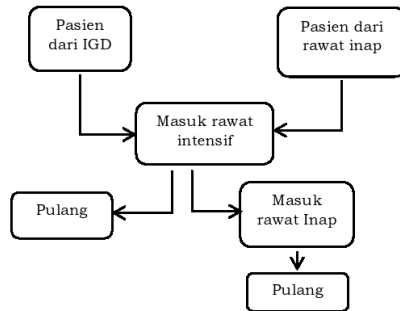 Pasien
dari IGD
Pasien dari
rawat inap
Masuk rawat
intensif
Pulang
Masuk
rawat Inap
Pulang